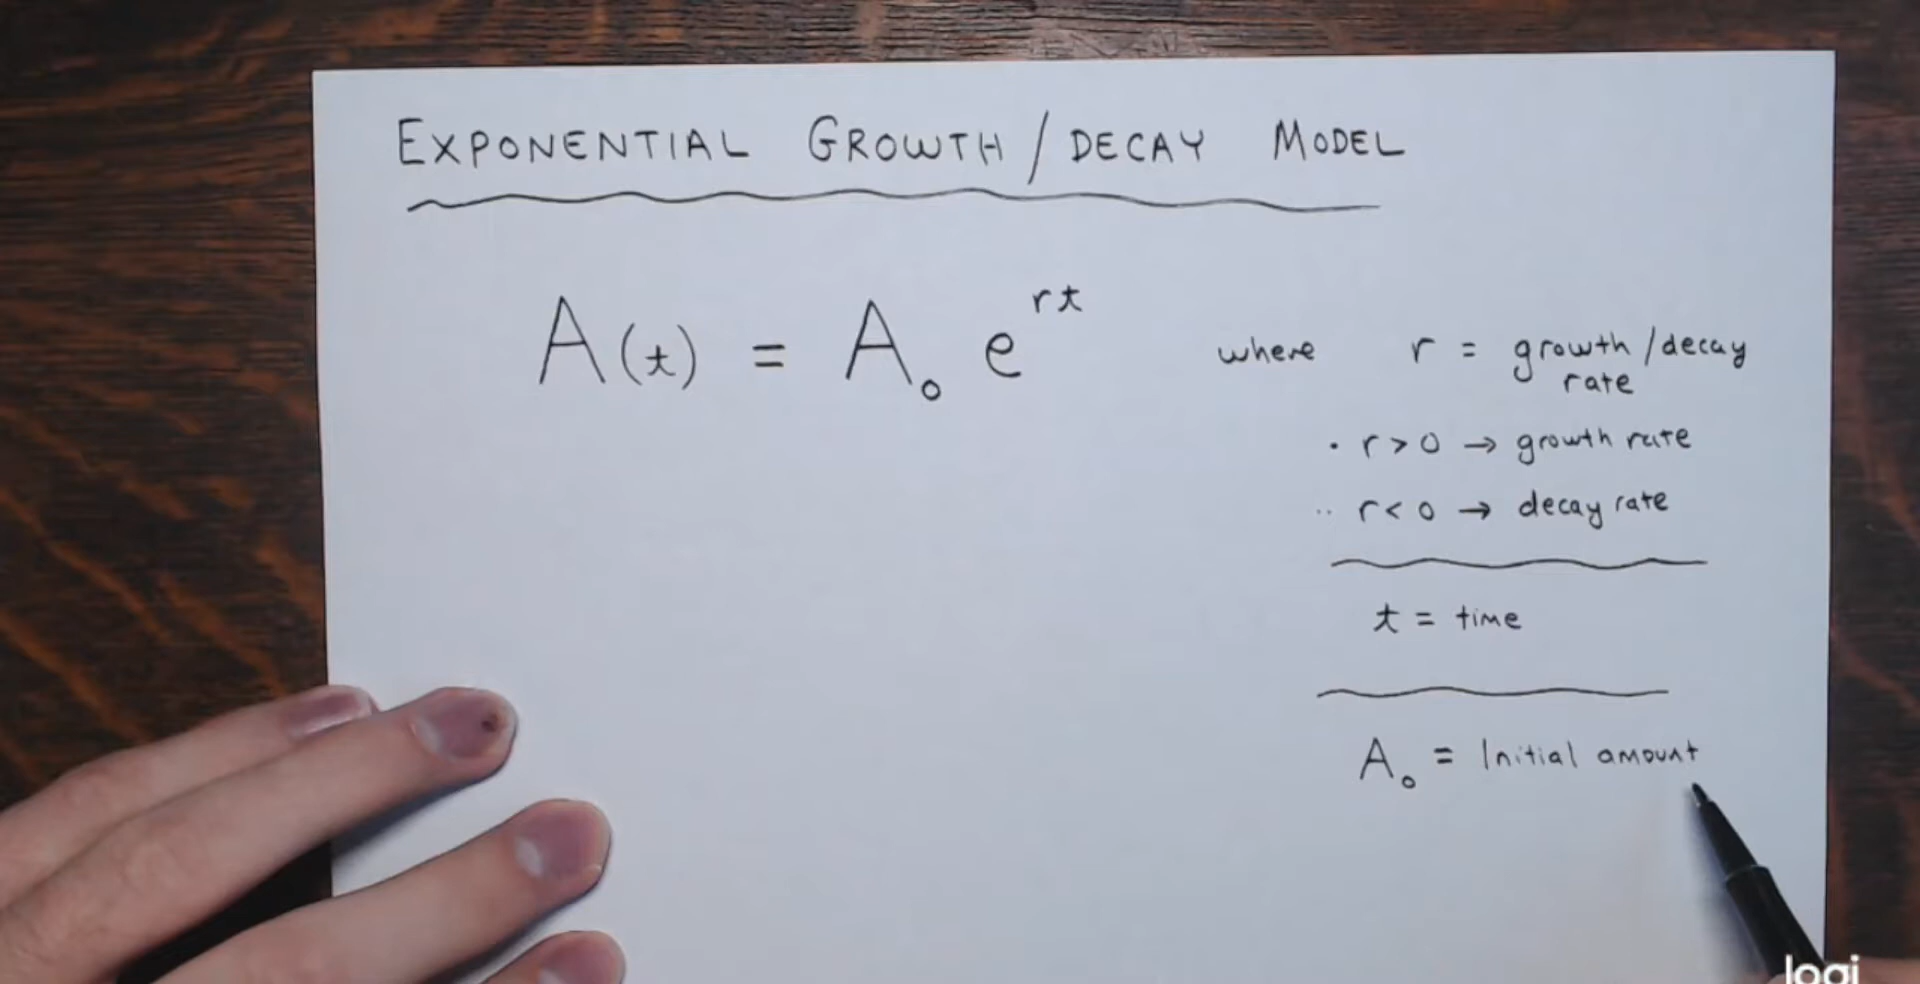 EXPONENTIAL GROWTH / DECAY MODEL
A(t) = A₀ e^rt
where r = growth / decay
rate
· r > 0 → growth rate
·· r < 0 → decay rate
t = time
A₀ = Initial amount
logi